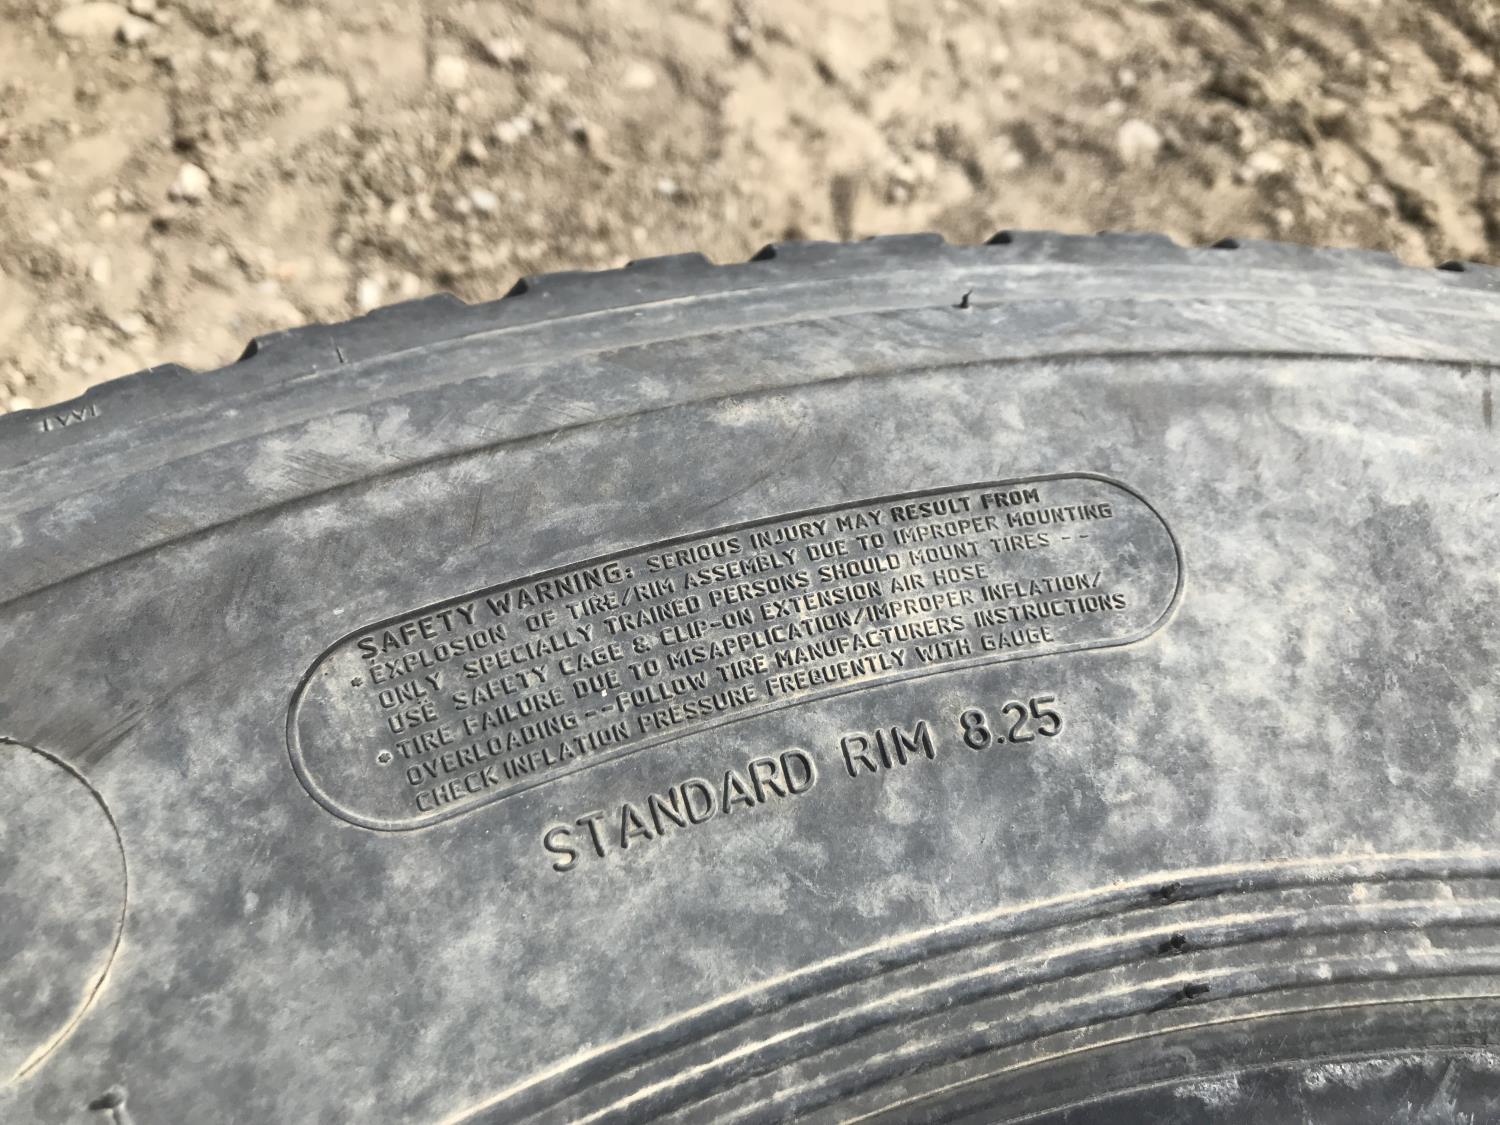 TWI
SAFETY WARNING: SERIOUS INJURY MAY RESULT FROM
* EXPLOSION OF TIRE/RIM ASSEMBLY DUE TO IMPROPER MOUNTING
ONLY SPECIALLY TRAINED PERSONS SHOULD MOUNT TIRES --
USE SAFETY CAGE & CLIP-ON EXTENSION AIR HOSE
* TIRE FAILURE DUE TO MISAPPLICATION/IMPROPER INFLATION/
OVERLOADING--FOLLOW TIRE MANUFACTURERS INSTRUCTIONS
CHECK INFLATION PRESSURE FREQUENTLY WITH GAUGE
STANDARD RIM 8.25